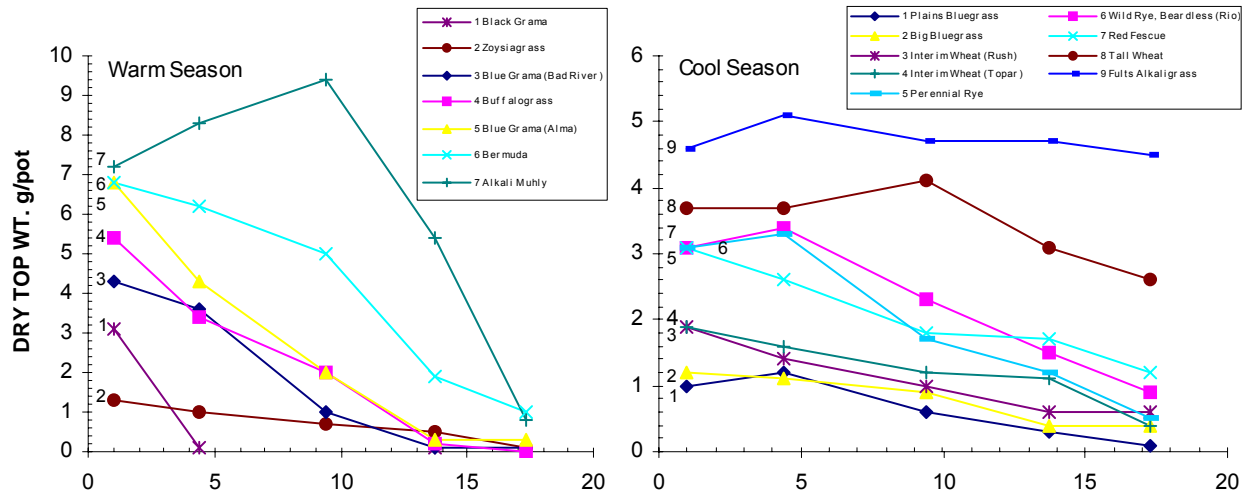 DRY TOP WT. g/pot
Warm Season
1 Black Grama
2 Zoysiagrass
3 Blue Grama (Bad River)
4 Buffalograss
5 Blue Grama (Alma)
6 Bermuda
7 Alkali Muhly
10
9
8
7
6
5
4
3
2
1
0
7
6
5
4
3
1
2
0
5
10
15
20
Cool Season
1 Plains Bluegrass
2 Big Bluegrass
3 Interim Wheat (Rush)
4 Interim Wheat (Topar)
5 Perennial Rye
6 Wild Rye, Beardless (Rio)
7 Red Fescue
8 Tall Wheat
9 Fults Alkaligrass
6
5
4
3
2
1
0
9
8
7
5
6
4
3
2
1
0
5
10
15
20